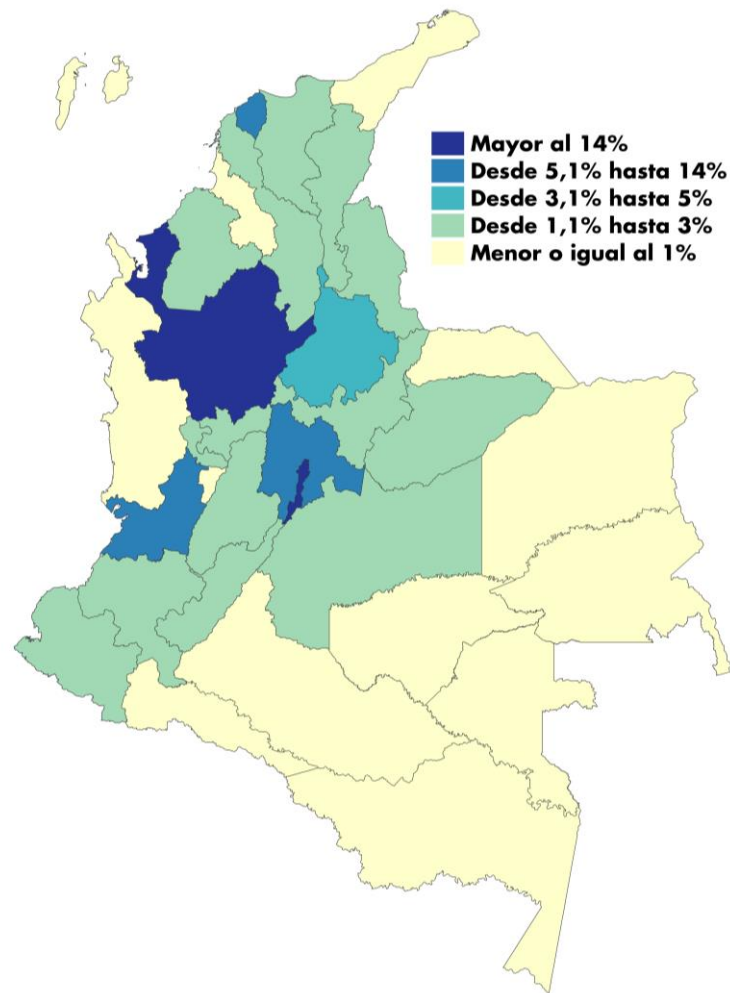 Mayor al 14%
Desde 5,1% hasta 14%
Desde 3,1% hasta 5%
Desde 1,1% hasta 3%
Menor o igual al 1%